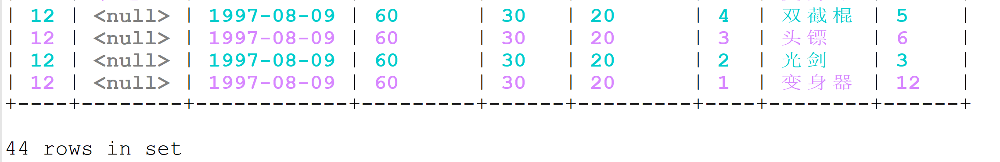 | 12 | <null> | 1997-08-09 | 60 | 30 | 20 | 4 | 双截棍 | 5 |
| 12 | <null> | 1997-08-09 | 60 | 30 | 20 | 3 | 头镖 | 6 |
| 12 | <null> | 1997-08-09 | 60 | 30 | 20 | 2 | 光剑 | 3 |
| 12 | <null> | 1997-08-09 | 60 | 30 | 20 | 1 | 变身器 | 12 |
+----+--------+------------+---------+------+---------+----+--------+------+
44 rows in set